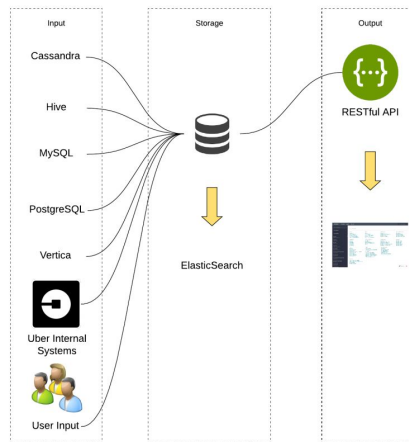 Input
Storage
Output
Cassandra
Hive
MySQL
PostgreSQL
Vertica
Uber Internal
Systems
User Input
ElasticSearch
{...}
RESTful API